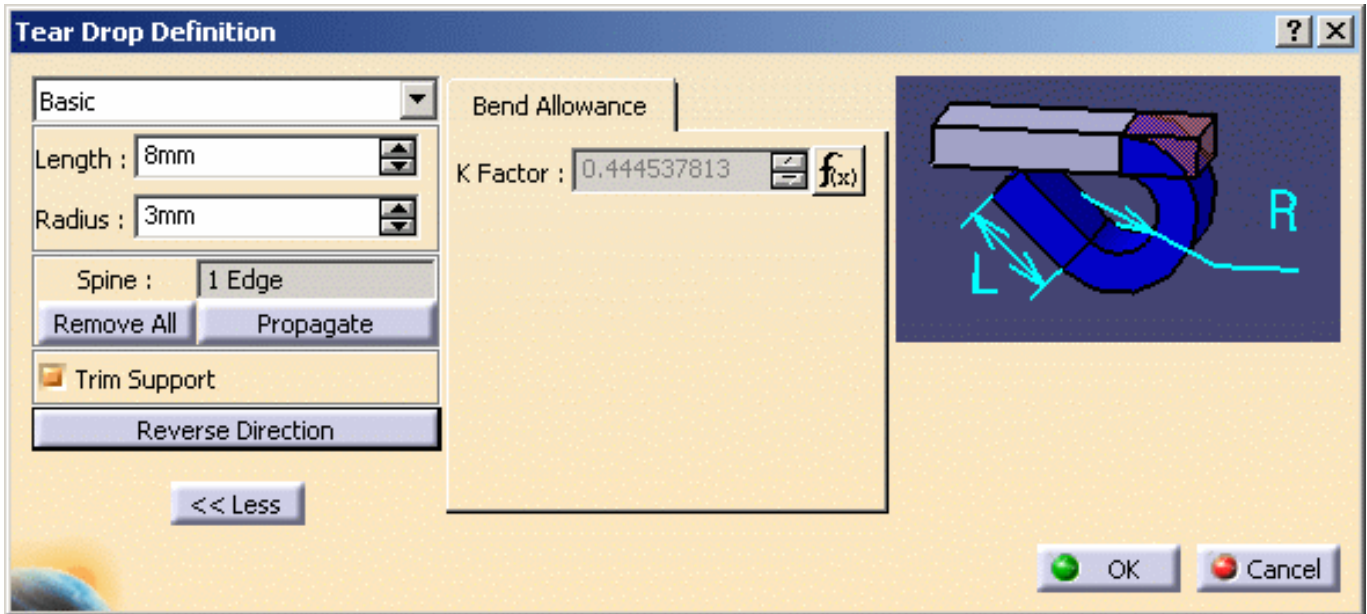 Tear Drop Definition
?
Basic
Length : 8mm
Radius : 3mm
Spine : 1 Edge
Remove All Propagate
Trim Support
Reverse Direction
<< Less
Bend Allowance
K Factor : 0.444537813 f(x)
R
L
OK Cancel